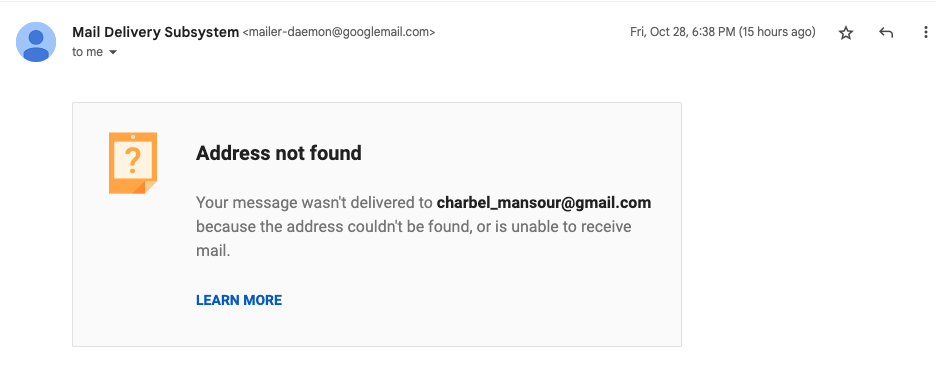 Mail Delivery Subsystem <mailer-daemon@googlemail.com>
Fri, Oct 28, 6:38 PM (15 hours ago)
to me
?
Address not found
Your message wasn't delivered to charbel_mansour@gmail.com
because the address couldn't be found, or is unable to receive
mail.
LEARN MORE